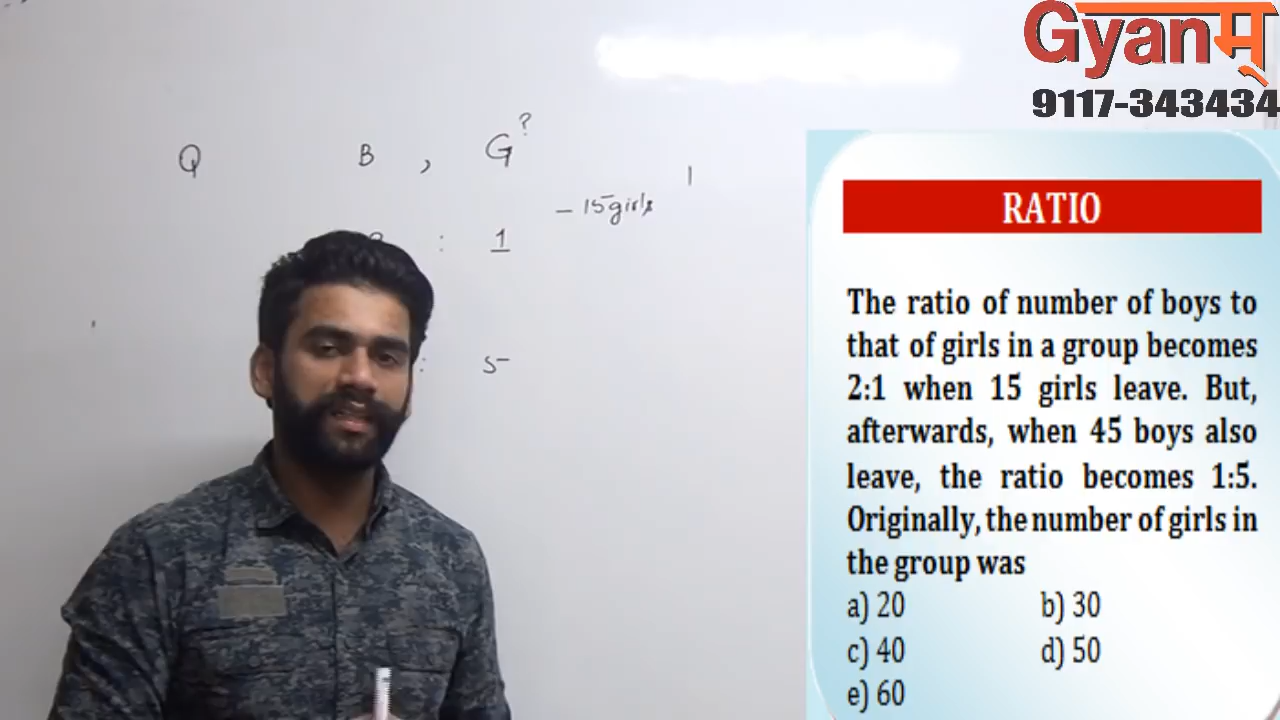 Gyanम्
9117-343434
Q B , G?
- 15 girls
: 1
: 5
RATIO
The ratio of number of boys to
that of girls in a group becomes
2:1 when 15 girls leave. But,
afterwards, when 45 boys also
leave, the ratio becomes 1:5.
Originally, the number of girls in
the group was
a) 20 b) 30
c) 40 d) 50
e) 60